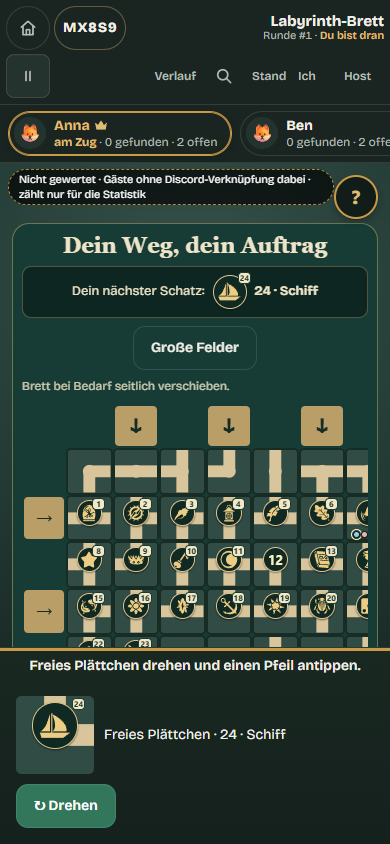 MX8S9
Labyrinth-Brett
Runde #1 · Du bist dran
Verlauf
Stand
Ich
Host
Anna
am Zug · 0 gefunden · 2 offen
Ben
0 gefunden · 2 offen
Nicht gewertet · Gäste ohne Discord-Verknüpfung dabei ·
zählt nur für die Statistik
?
Dein Weg, dein Auftrag
Dein nächster Schatz:
24
24 · Schiff
Große Felder
Brett bei Bedarf seitlich verschieben.
↓ ↓ ↓
→
1 2 3 4 5 6
8 9 10 11 12 13
→
15 16 17 18 19 20
22 23
Freies Plättchen drehen und einen Pfeil antippen.
24
Freies Plättchen · 24 · Schiff
↻ Drehen